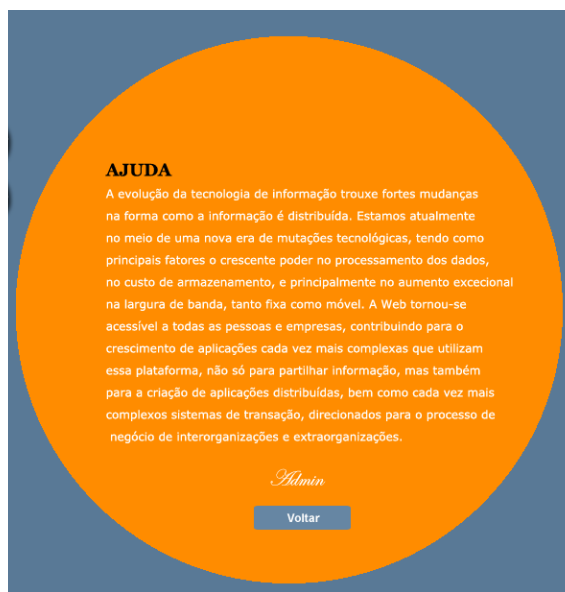 AJUDA
A evolução da tecnologia de informação trouxe fortes mudanças
na forma como a informação é distribuída. Estamos atualmente
no meio de uma nova era de mutações tecnológicas, tendo como
principais fatores o crescente poder no processamento dos dados,
no custo de armazenamento, e principalmente no aumento excecional
na largura de banda, tanto fixa como móvel. A Web tornou-se
acessível a todas as pessoas e empresas, contribuindo para o
crescimento de aplicações cada vez mais complexas que utilizam
essa plataforma, não só para partilhar informação, mas também
para a criação de aplicações distribuídas, bem como cada vez mais
complexos sistemas de transação, direcionados para o processo de
negócio de interorganizações e extraorganizações.
Admin
Voltar